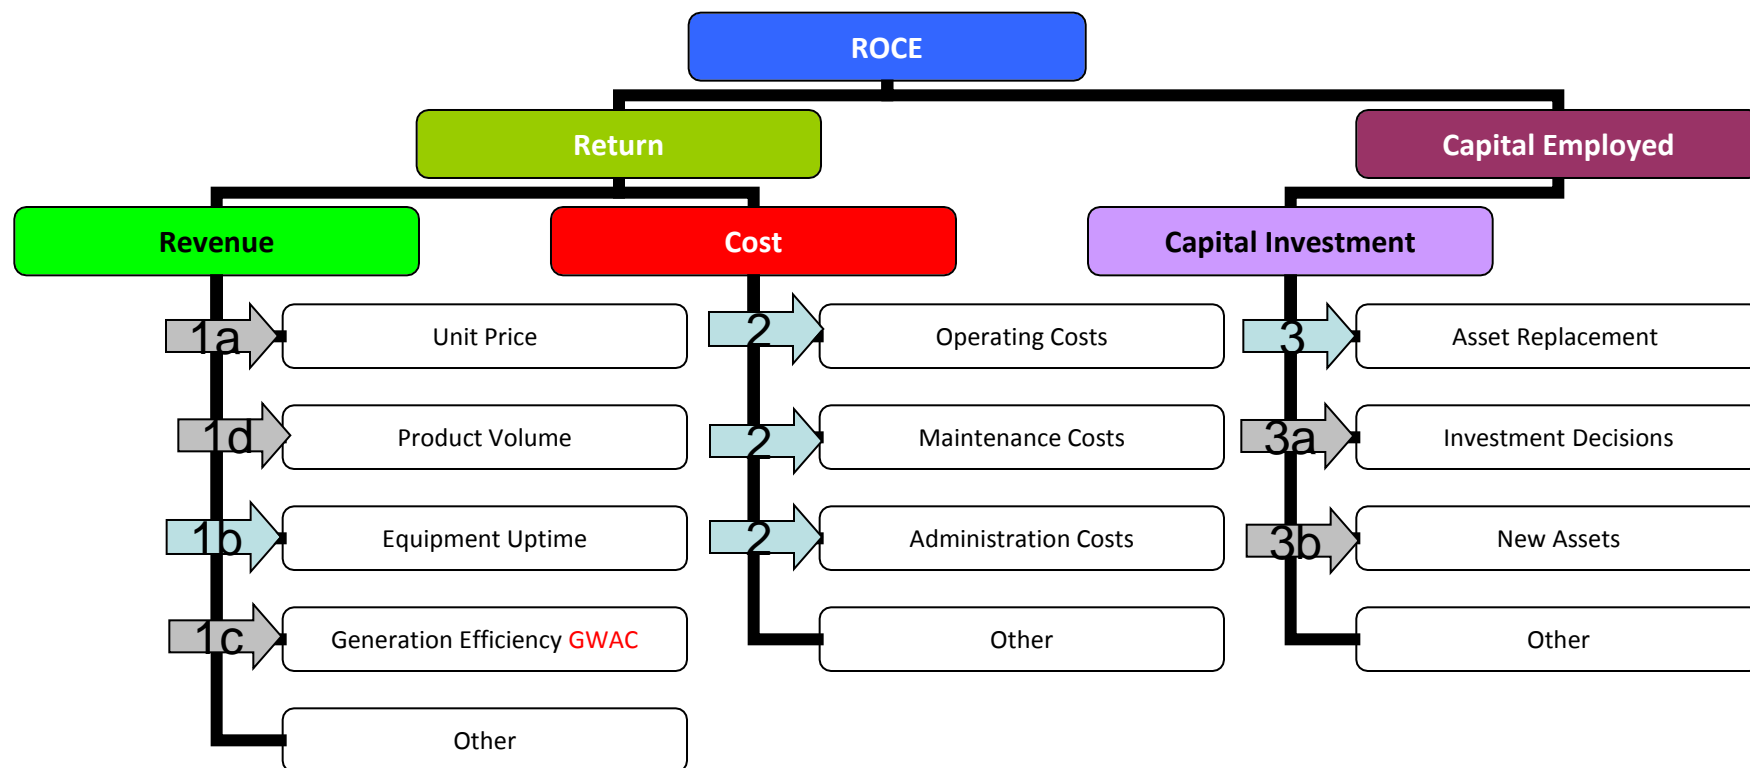 ROCE
Return
Capital Employed
Revenue
Cost
Capital Investment
1a
Unit Price
2
Operating Costs
3
Asset Replacement
1d
Product Volume
2
Maintenance Costs
3a
Investment Decisions
1b
Equipment Uptime
2
Administration Costs
3b
New Assets
1c
Generation Efficiency GWAC
Other
Other
Other